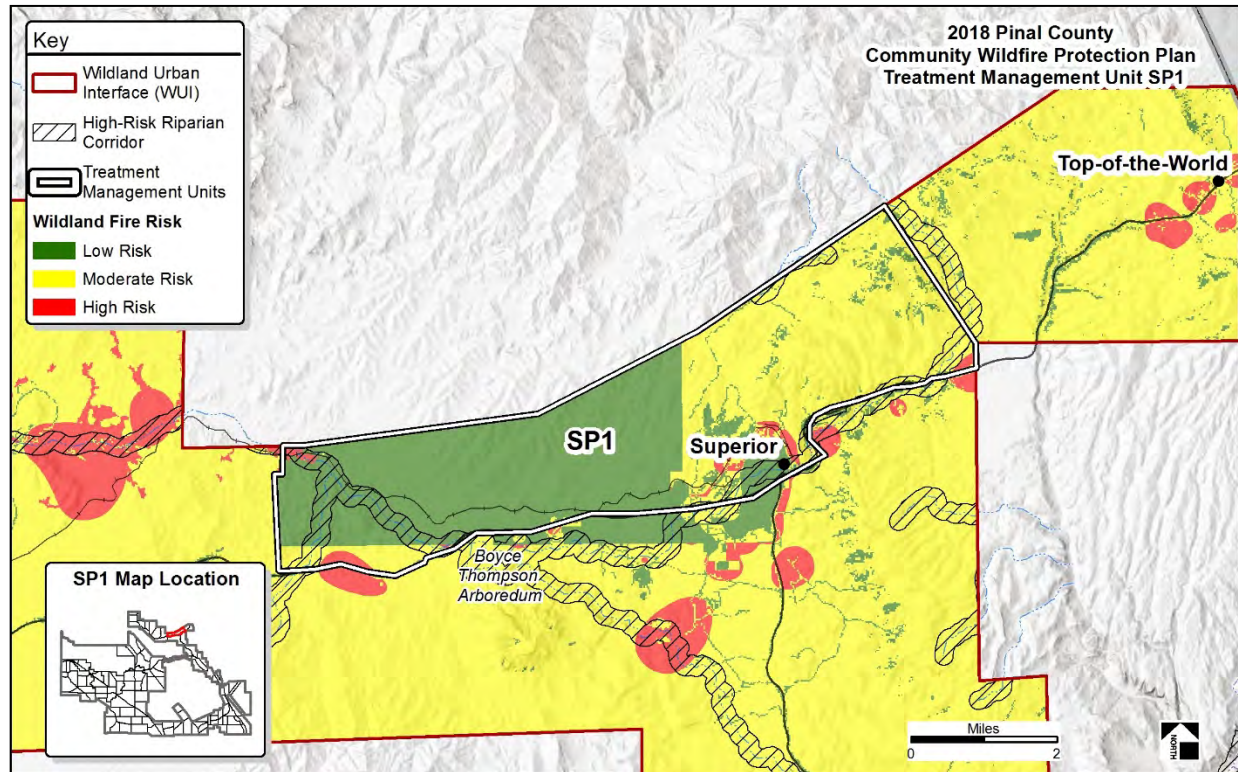 2018 Pinal County
Community Wildfire Protection Plan
Treatment Management Unit SP1
Key
Wildland Urban
Interface (WUI)
High-Risk Riparian
Corridor
Treatment
Management Units
Wildland Fire Risk
Low Risk
Moderate Risk
High Risk
Top-of-the-World
SP1
Superior
Boyce
Thompson
Arboredum
SP1 Map Location
Miles
0 2
NORTH